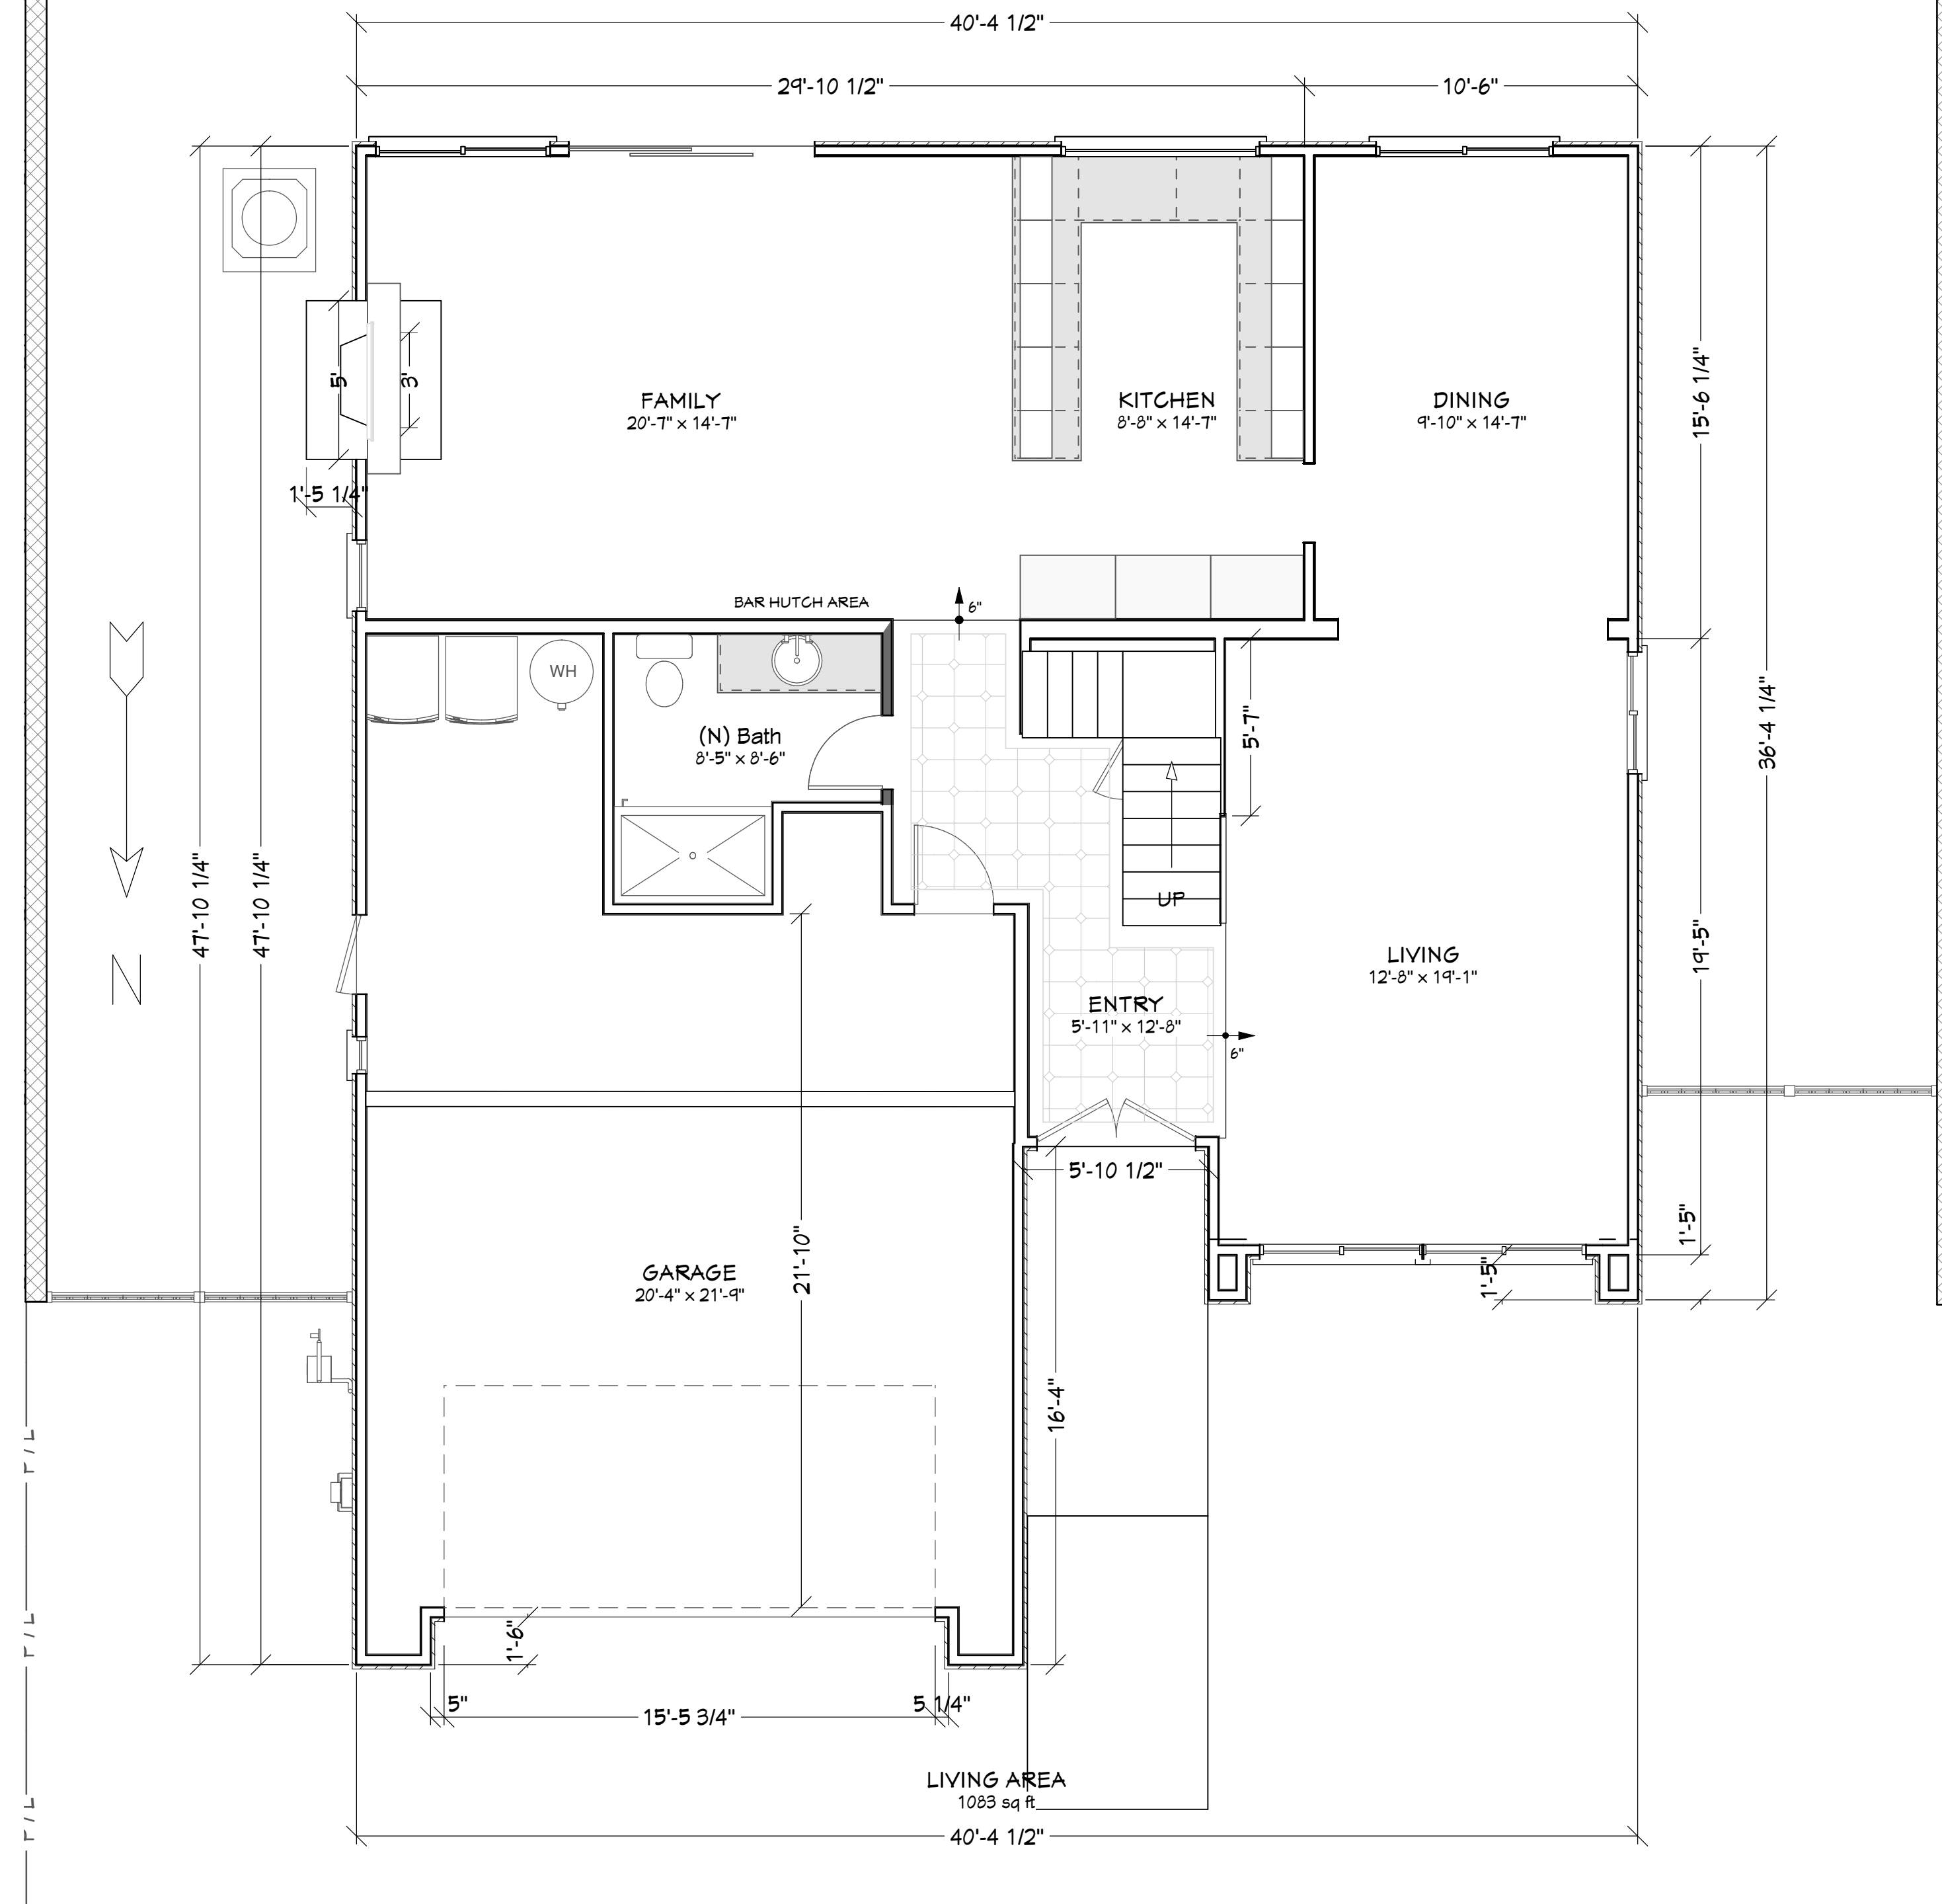 40'-4 1/2"
29'-10 1/2"
10'-6"
5'
3'
FAMILY
20'-7" x 14'-7"
KITCHEN
8'-8" x 14'-7"
DINING
9'-10" x 14'-7"
15'-6 1/4"
1'-5 1/4"
BAR HUTCH AREA
6"
WH
(N) Bath
8'-5" x 8'-6"
5'-7"
36'-4 1/4"
47'-10 1/4"
47'-10 1/4"
UP
N
LIVING
12'-8" x 19'-1"
19'-5"
ENTRY
5'-11" x 12'-8"
6"
5'-10 1/2"
1'-5"
1'-5"
GARAGE
20'-4" x 21'-9"
21'-10"
16'-4"
P/L
P/L
P/L
1'-6"
5"
15'-5 3/4"
5 1/4"
LIVING AREA
1083 sq ft
40'-4 1/2"